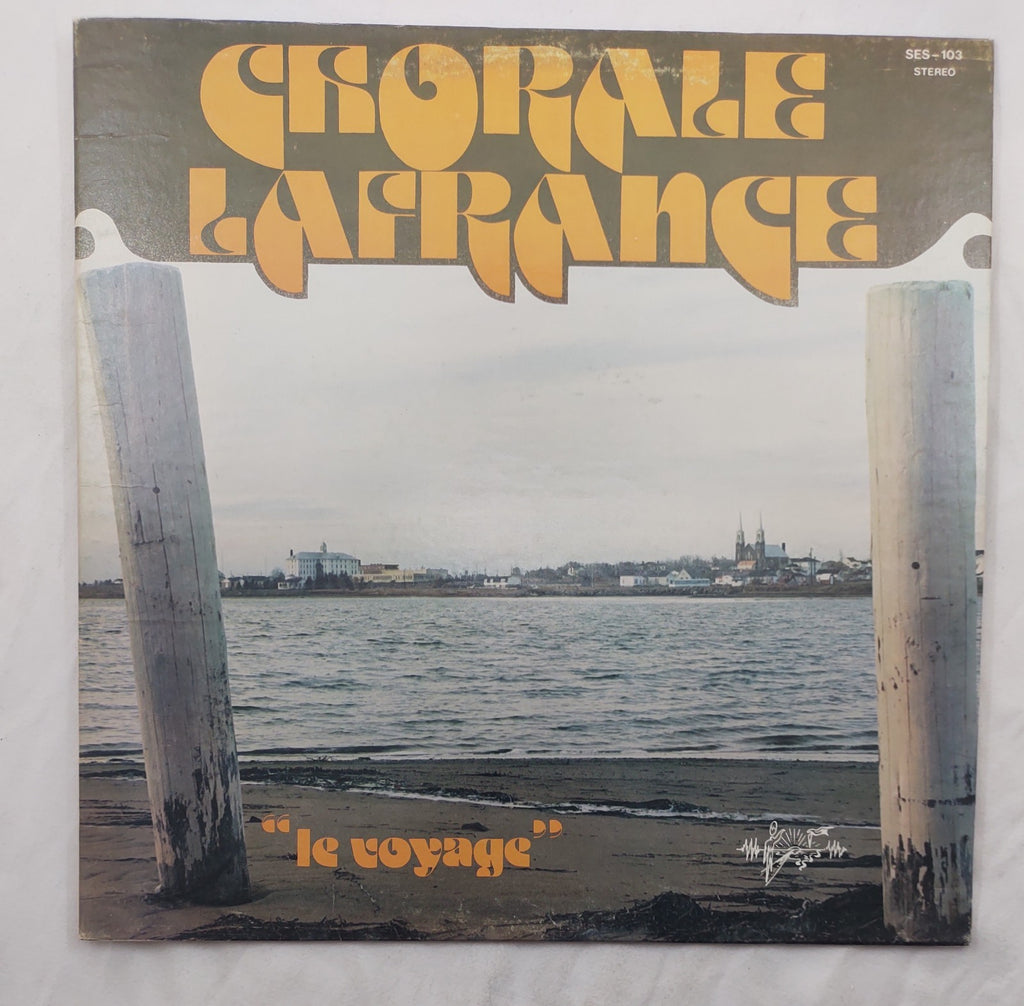 CHORALE
LAFRANCE
SES-103
STEREO
“le voyage”